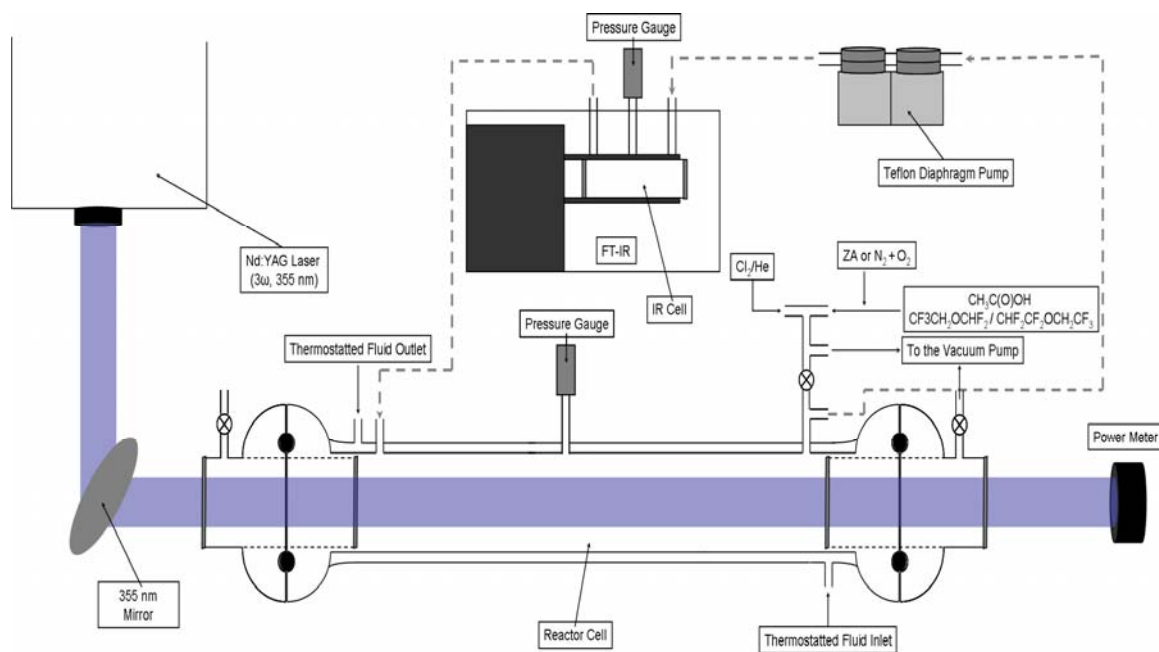 Pressure Gauge
Teflon Diaphragm Pump
Nd:YAG Laser
(3ω, 355 nm)
FT-IR
IR Cell
Cl₂/He
ZA or N₂ + O₂
CH₃C(O)OH
CF3CH₂OCHF₂ / CHF₂CF₂OCH₂CF₃
Pressure Gauge
To the Vacuum Pump
Thermostatted Fluid Outlet
Power Meter
355 nm
Mirror
Reactor Cell
Thermostatted Fluid Inlet